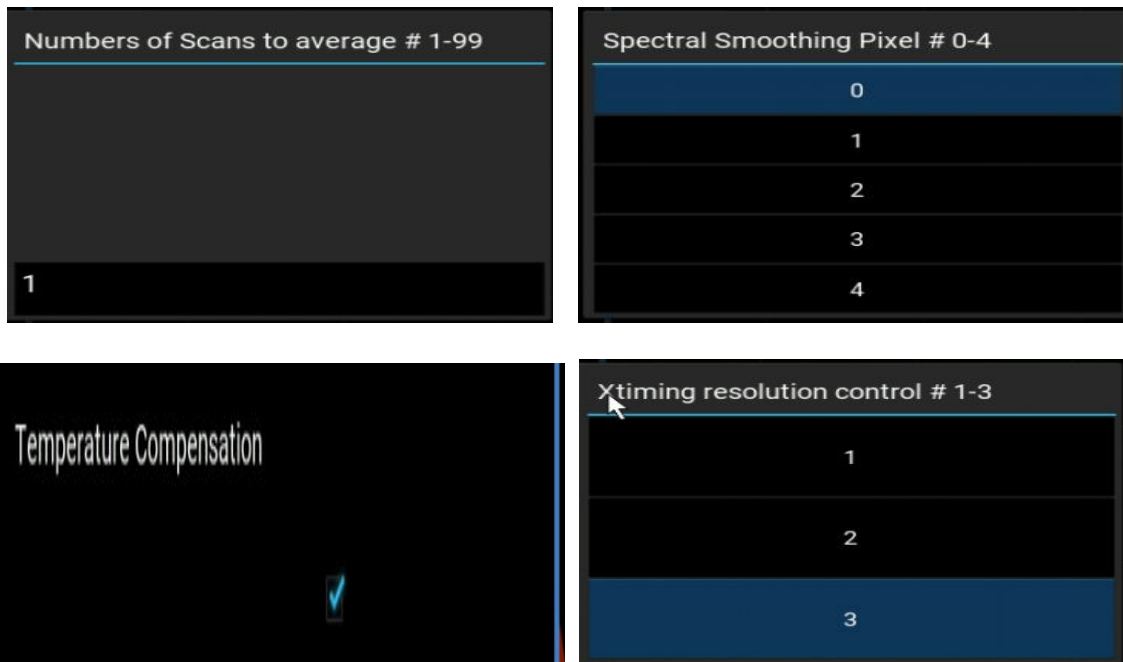 Numbers of Scans to average # 1-99
1
Spectral Smoothing Pixel # 0-4
0
1
2
3
4
Temperature Compensation
Xtiming resolution control # 1-3
1
2
3